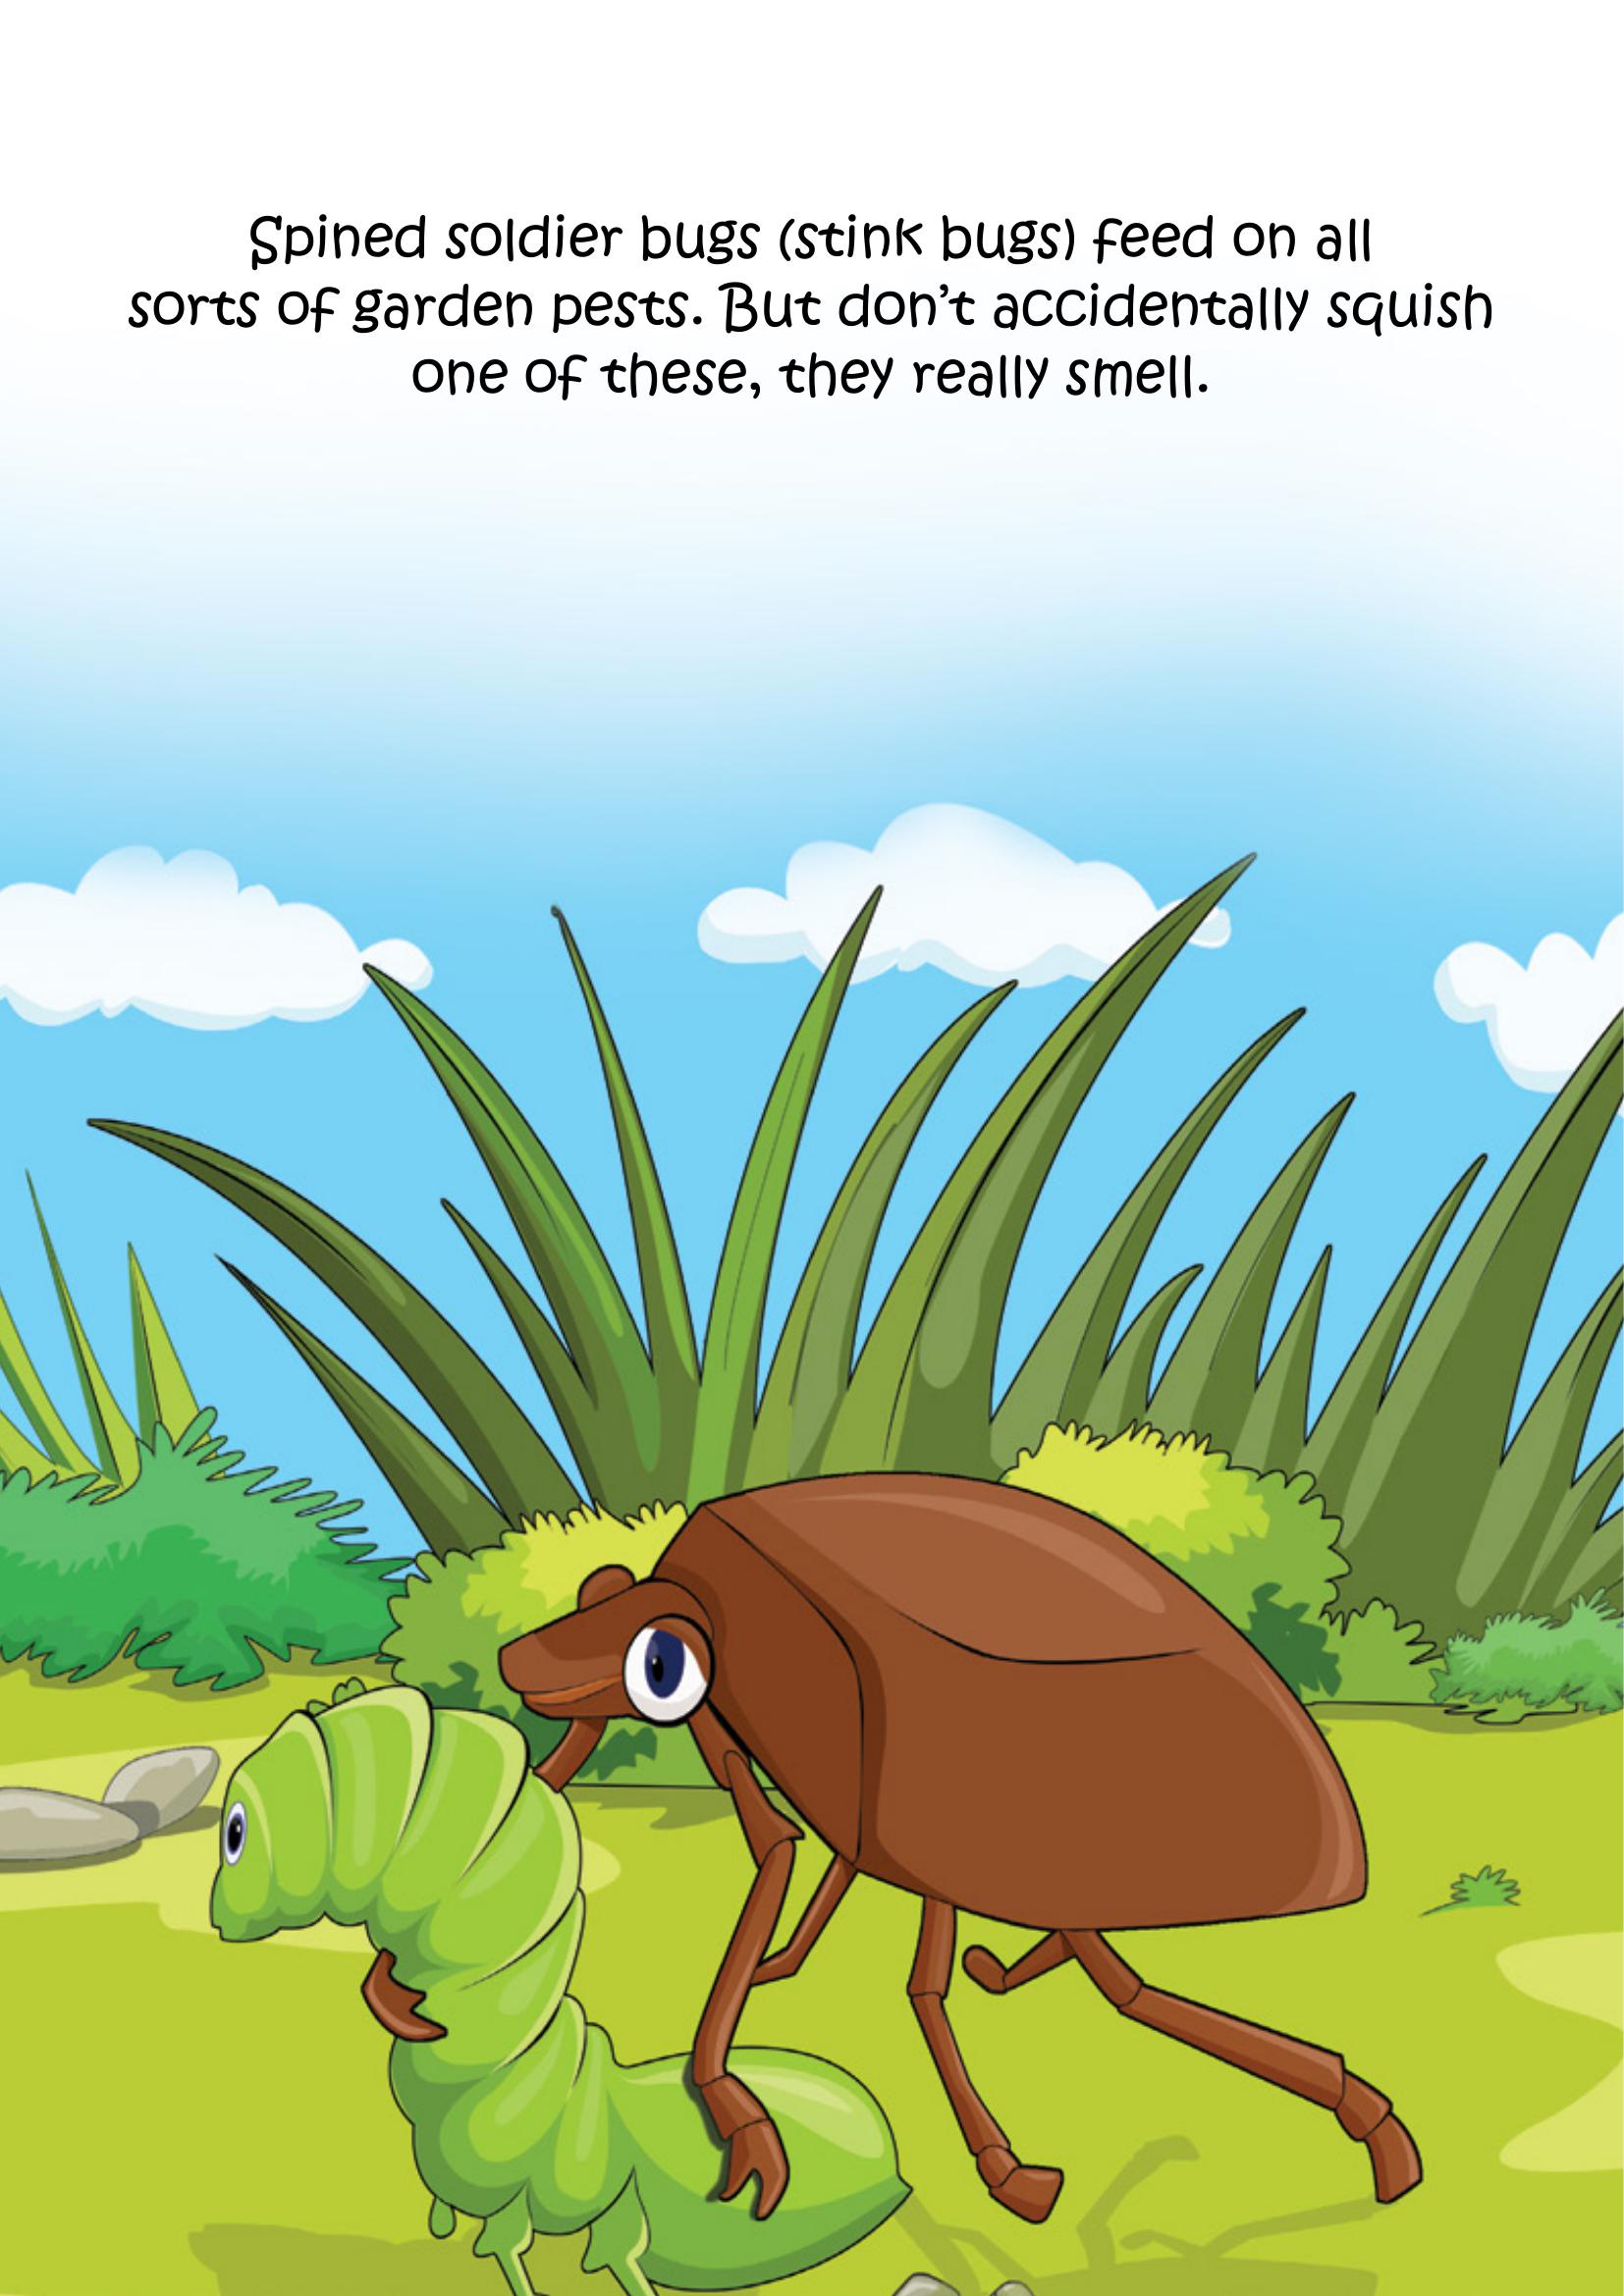 Spined soldier bugs (stink bugs) feed on all
sorts of garden pests. But don’t accidentally squish
one of these, they really smell.